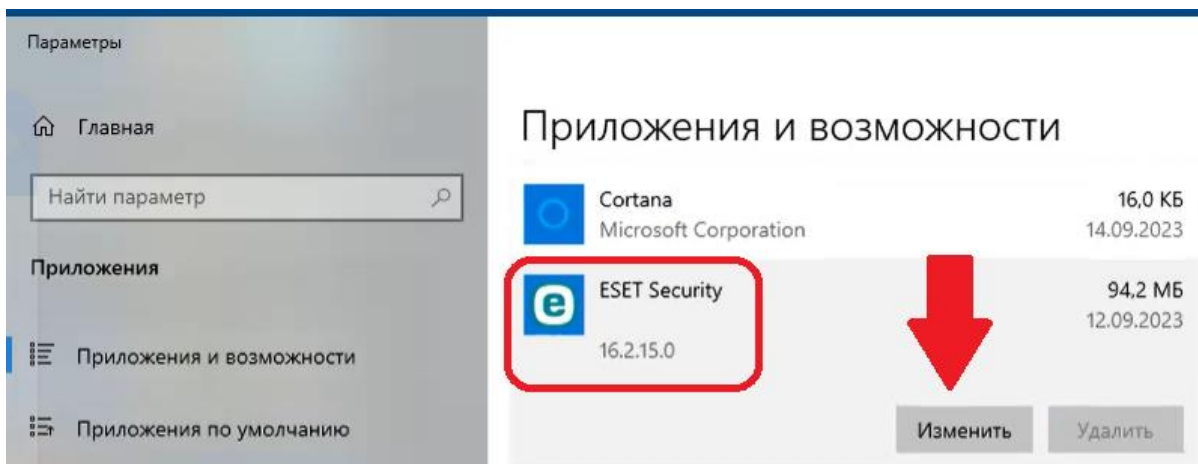 Параметры
Главная
Найти параметр
Приложения
Приложения и возможности
Приложения по умолчанию
Приложения и возможности
Cortana 16,0 КБ
Microsoft Corporation 14.09.2023
ESET Security 94,2 МБ
12.09.2023
16.2.15.0
Изменить Удалить